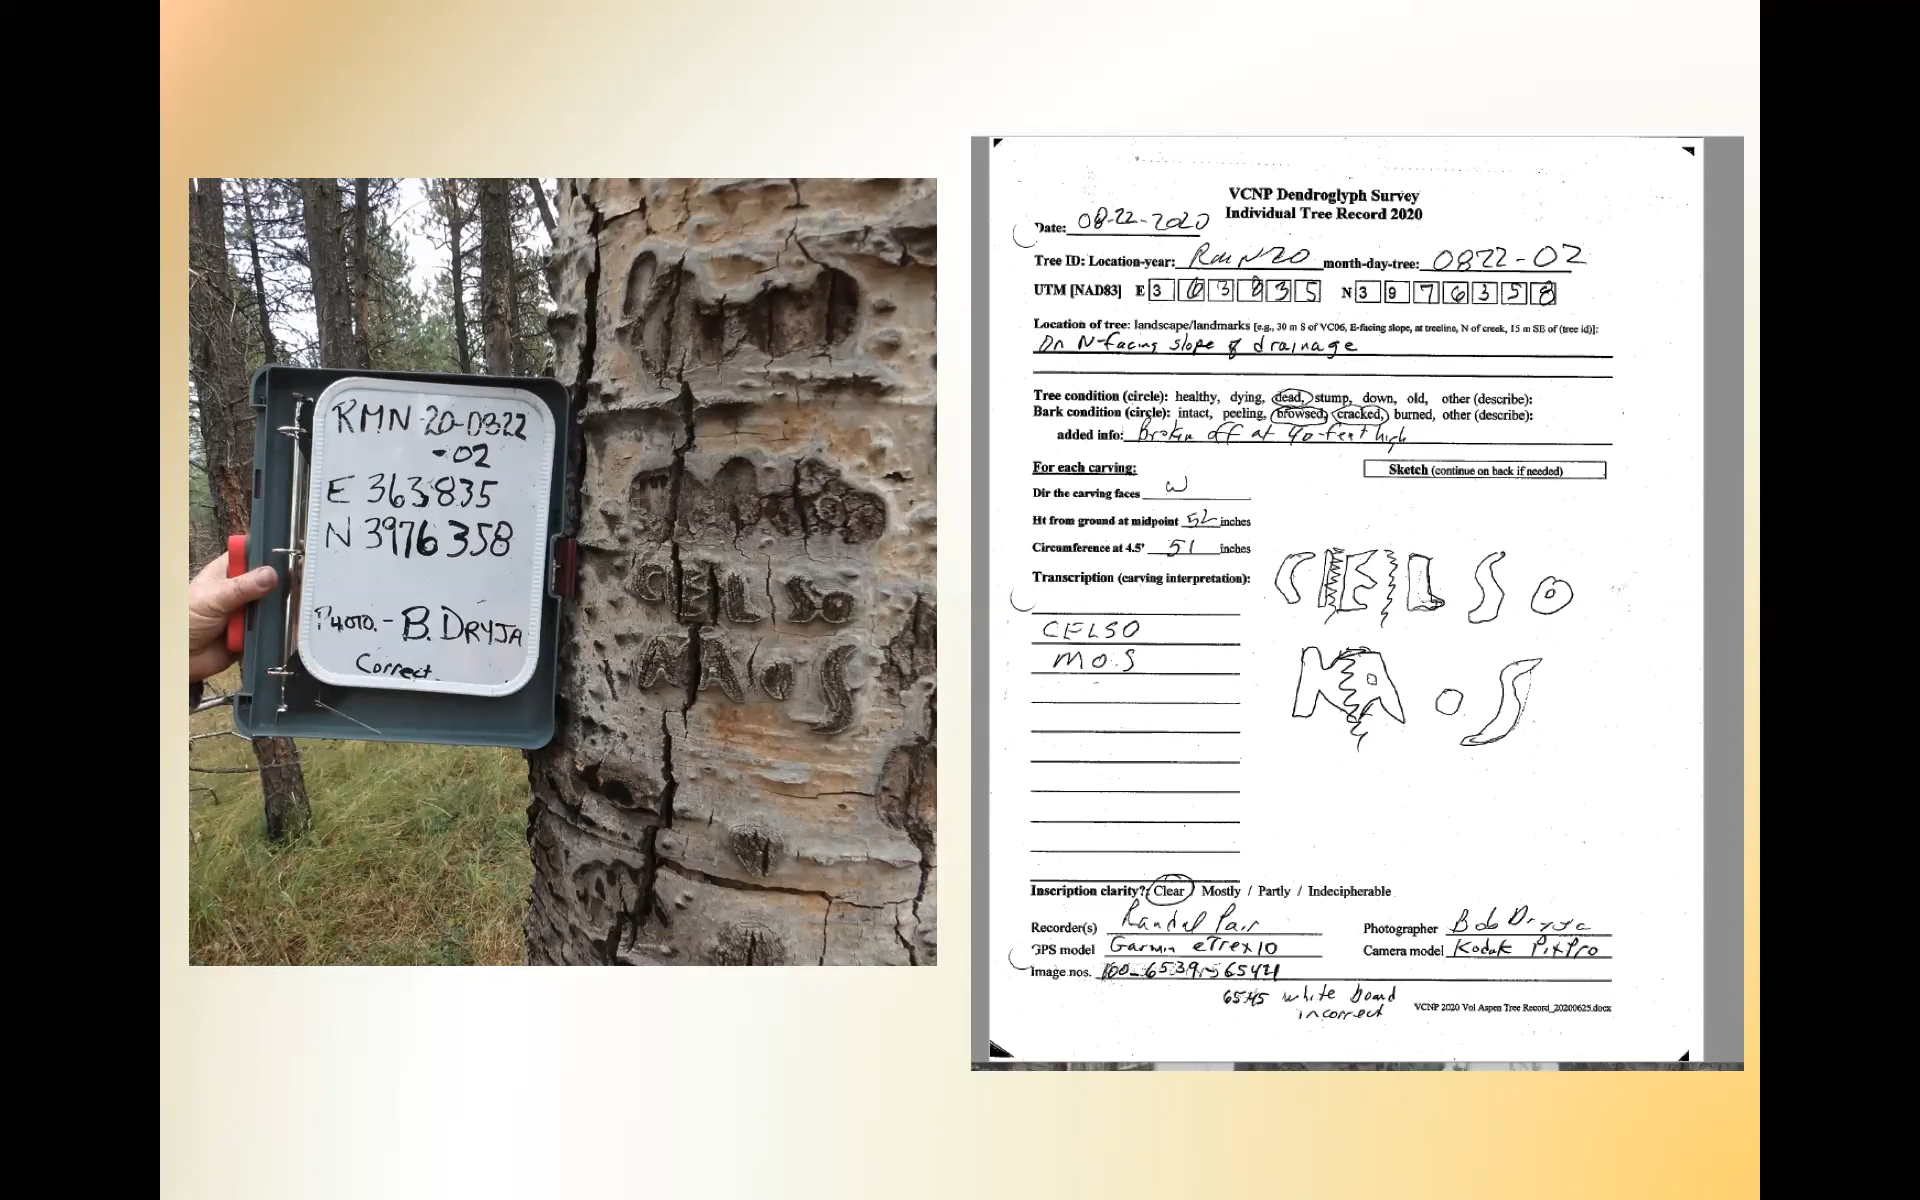 RMN-20-0822
-02
E 363835
N 3976358
PHOTO.- B. DRYJA
Correct.
CELSO
MAoS
VCNP Dendroglyph Survey
Individual Tree Record 2020
Date: 08-22-2020
Tree ID: Location-year: RMN20 month-day-tree: 0822-02
UTM [NAD83] E 3 6 3 8 3 5 N 3 9 7 6 3 5 8
Location of tree: landscape/landmarks [e.g., 30 m S of VC06, E-facing slope, at treeline, N of creek, 15 m SE of (tree id)]:
On N-facing slope of drainage
Tree condition (circle): healthy, dying, dead, stump, down, old, other (describe):
Bark condition (circle): intact, peeling, browsed, cracked, burned, other (describe):
added info: Broken off at 40-feet high
For each carving:
Sketch (continue on back if needed)
Dir the carving faces W
Ht from ground at midpoint 52 inches
Circumference at 4.5' 51 inches
Transcription (carving interpretation):
CELSO
CELSO
MO.S
MA.S
Inscription clarity?: Clear / Mostly / Partly / Indecipherable
Recorder(s) Randal Pair Photographer Bob Dryja
GPS model Garmin eTrex10 Camera model Kodak PixPro
Image nos. 100-6539-
6545 white board
incorrect
VCNP 2020 Vol Aspen Tree Record_20200625.docx